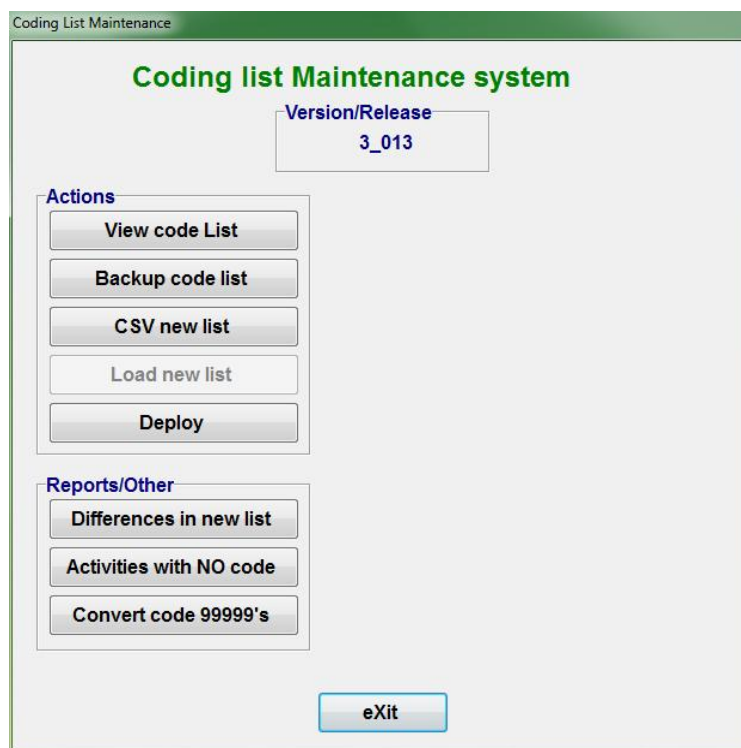 Coding List Maintenance
Coding list Maintenance system
Version/Release
3_013
Actions
View code List
Backup code list
CSV new list
Load new list
Deploy
Reports/Other
Differences in new list
Activities with NO code
Convert code 99999's
eXit